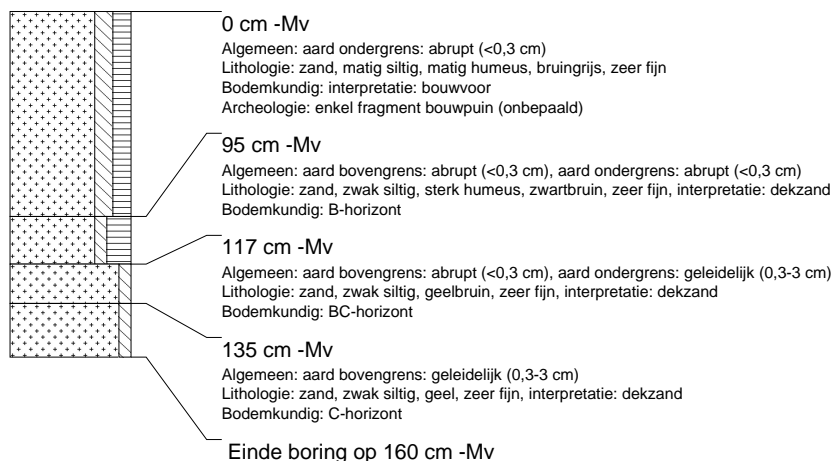 0 cm -Mv
Algemeen: aard ondergrens: abrupt (<0,3 cm)
Lithologie: zand, matig siltig, matig humeus, bruingrijs, zeer fijn
Bodemkundig: interpretatie: bouwvoor
Archeologie: enkel fragment bouwpuin (onbepaald)
95 cm -Mv
Algemeen: aard bovengrens: abrupt (<0,3 cm), aard ondergrens: abrupt (<0,3 cm)
Lithologie: zand, zwak siltig, sterk humeus, zwartbruin, zeer fijn, interpretatie: dekzand
Bodemkundig: B-horizont
117 cm -Mv
Algemeen: aard bovengrens: abrupt (<0,3 cm), aard ondergrens: geleidelijk (0,3-3 cm)
Lithologie: zand, zwak siltig, geelbruin, zeer fijn, interpretatie: dekzand
Bodemkundig: BC-horizont
135 cm -Mv
Algemeen: aard bovengrens: geleidelijk (0,3-3 cm)
Lithologie: zand, zwak siltig, geel, zeer fijn, interpretatie: dekzand
Bodemkundig: C-horizont
Einde boring op 160 cm -Mv